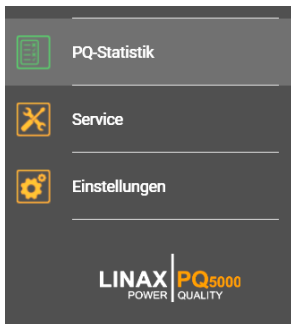 PQ-Statistik
Service
Einstellungen
LINAX PQ5000
POWER QUALITY